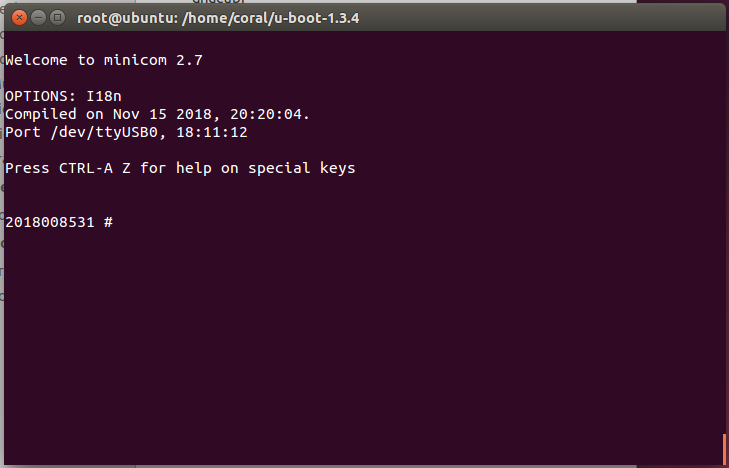 root@ubuntu: /home/coral/u-boot-1.3.4
Welcome to minicom 2.7
OPTIONS: I18n
Compiled on Nov 15 2018, 20:20:04.
Port /dev/ttyUSB0, 18:11:12
Press CTRL-A Z for help on special keys
2018008531 #